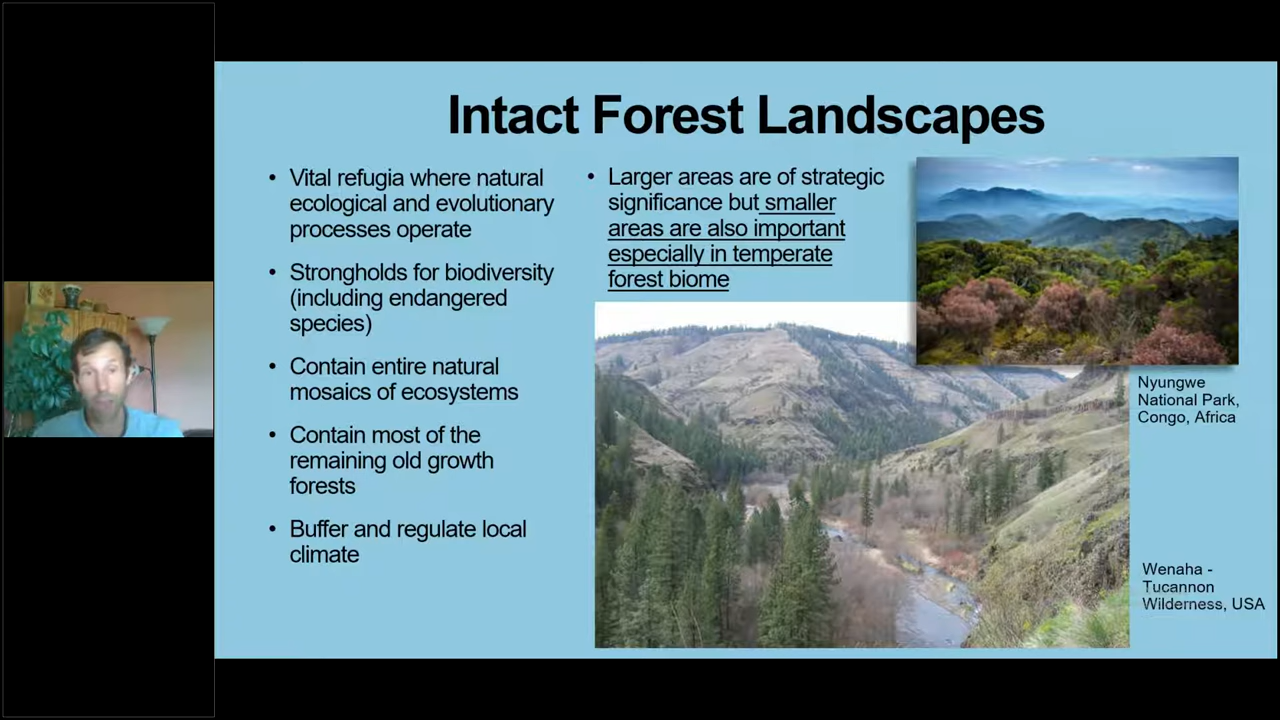 Intact Forest Landscapes
• Vital refugia where natural
ecological and evolutionary
processes operate
• Strongholds for biodiversity
(including endangered
species)
• Contain entire natural
mosaics of ecosystems
• Contain most of the
remaining old growth
forests
• Buffer and regulate local
climate
• Larger areas are of strategic
significance but smaller
areas are also important
especially in temperate
forest biome
Nyungwe
National Park,
Congo, Africa
Wenaha -
Tucannon
Wilderness, USA